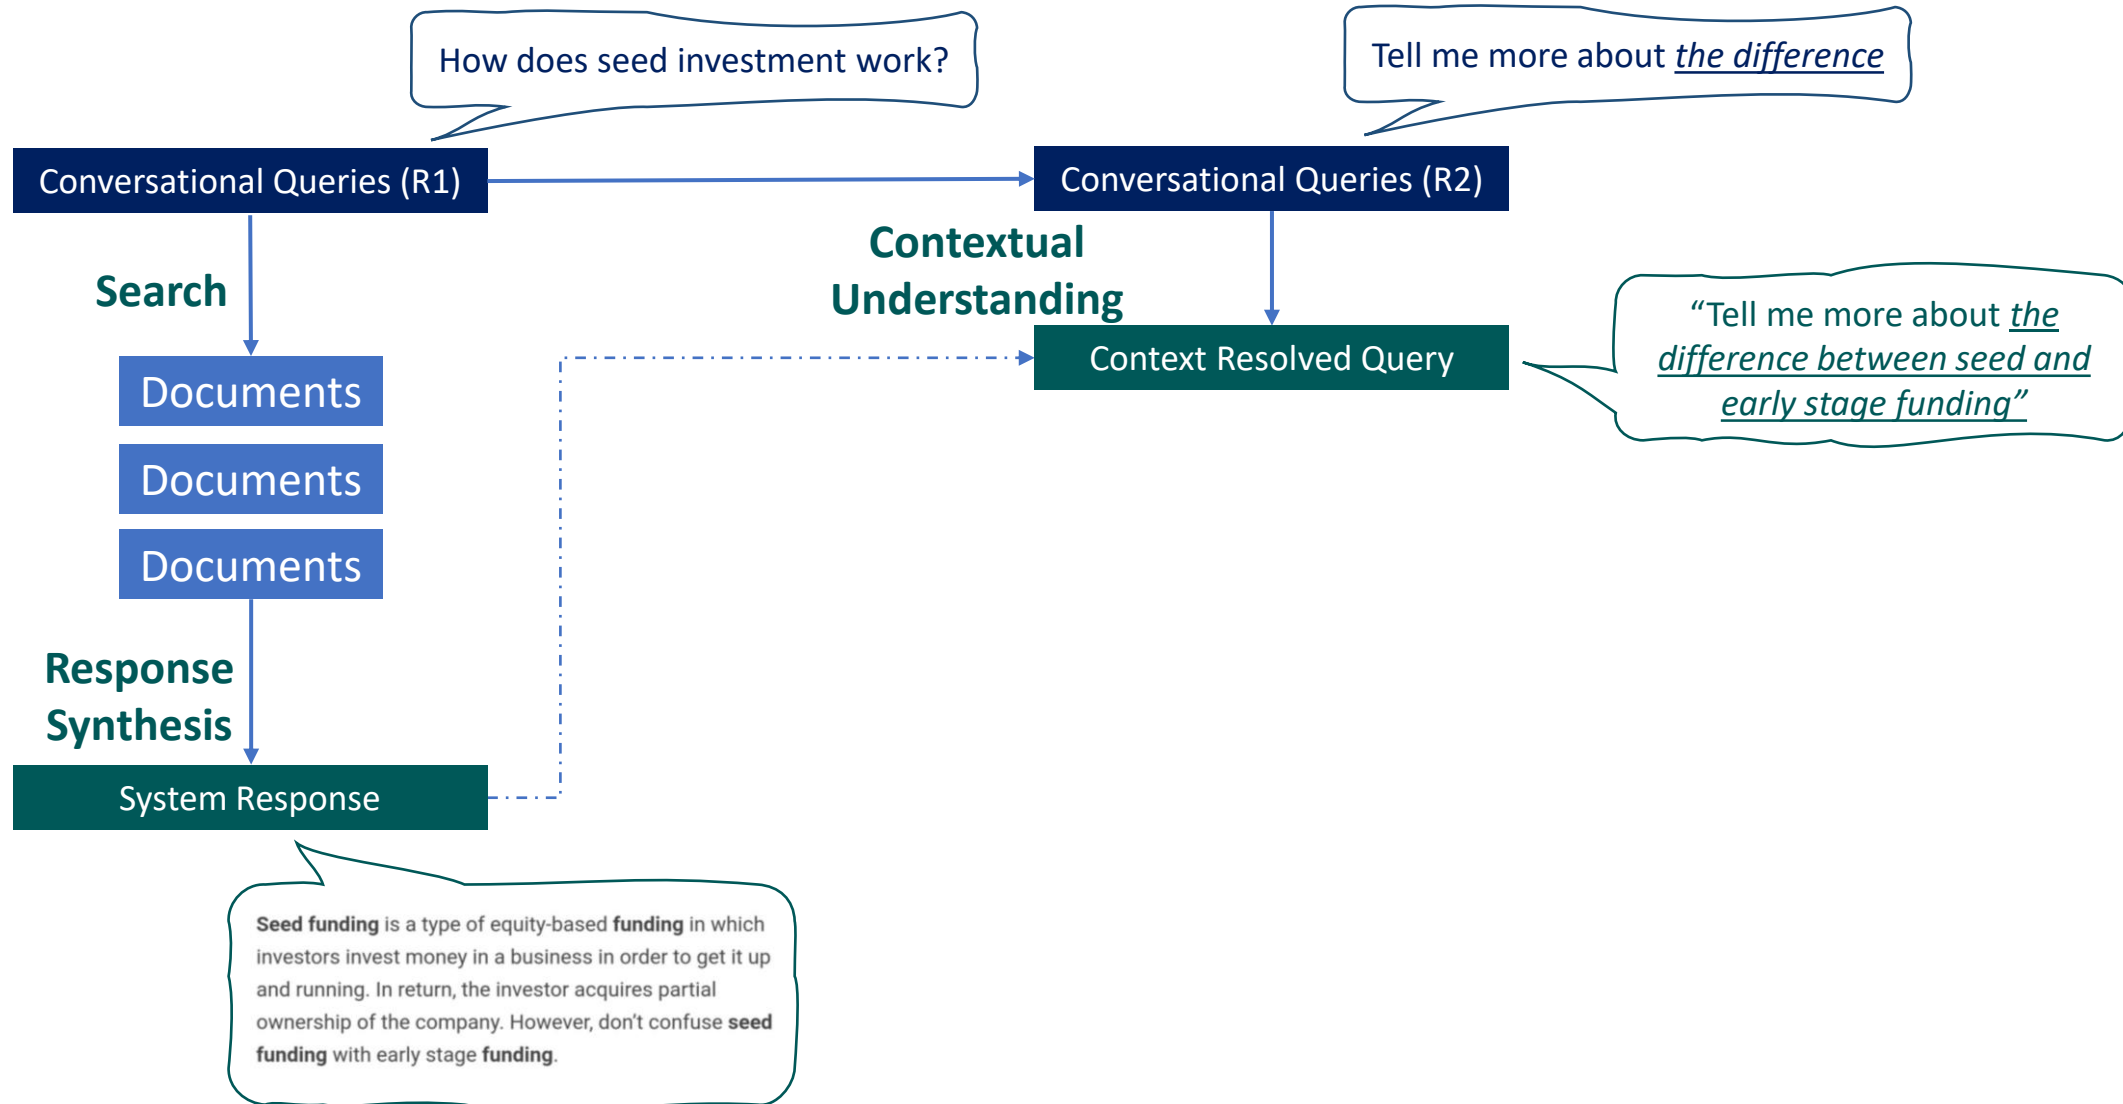 How does seed investment work?
Tell me more about the difference
Conversational Queries (R1)
Conversational Queries (R2)
Search
Contextual
Understanding
Documents
Documents
Documents
Context Resolved Query
“Tell me more about the
difference between seed and
early stage funding”
Response
Synthesis
System Response
Seed funding is a type of equity-based funding in which
investors invest money in a business in order to get it up
and running. In return, the investor acquires partial
ownership of the company. However, don't confuse seed
funding with early stage funding.